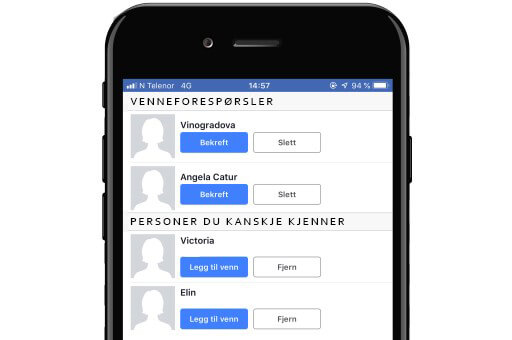 N Telenor 4G 14:57 94 %
VENNEFORESPØRSLER
Vinogradova
Bekreft Slett
Angela Catur
Bekreft Slett
PERSONER DU KANSKJE KJENNER
Victoria
Legg til venn Fjern
Elin
Legg til venn Fjern